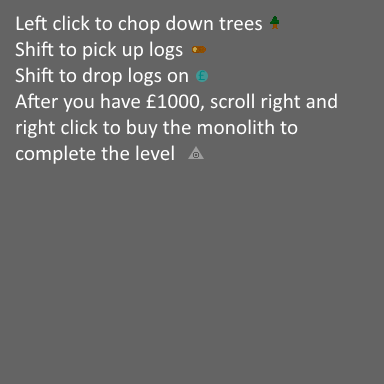 Left click to chop down trees
Shift to pick up logs
Shift to drop logs on £
After you have £1000, scroll right and
right click to buy the monolith to
complete the level